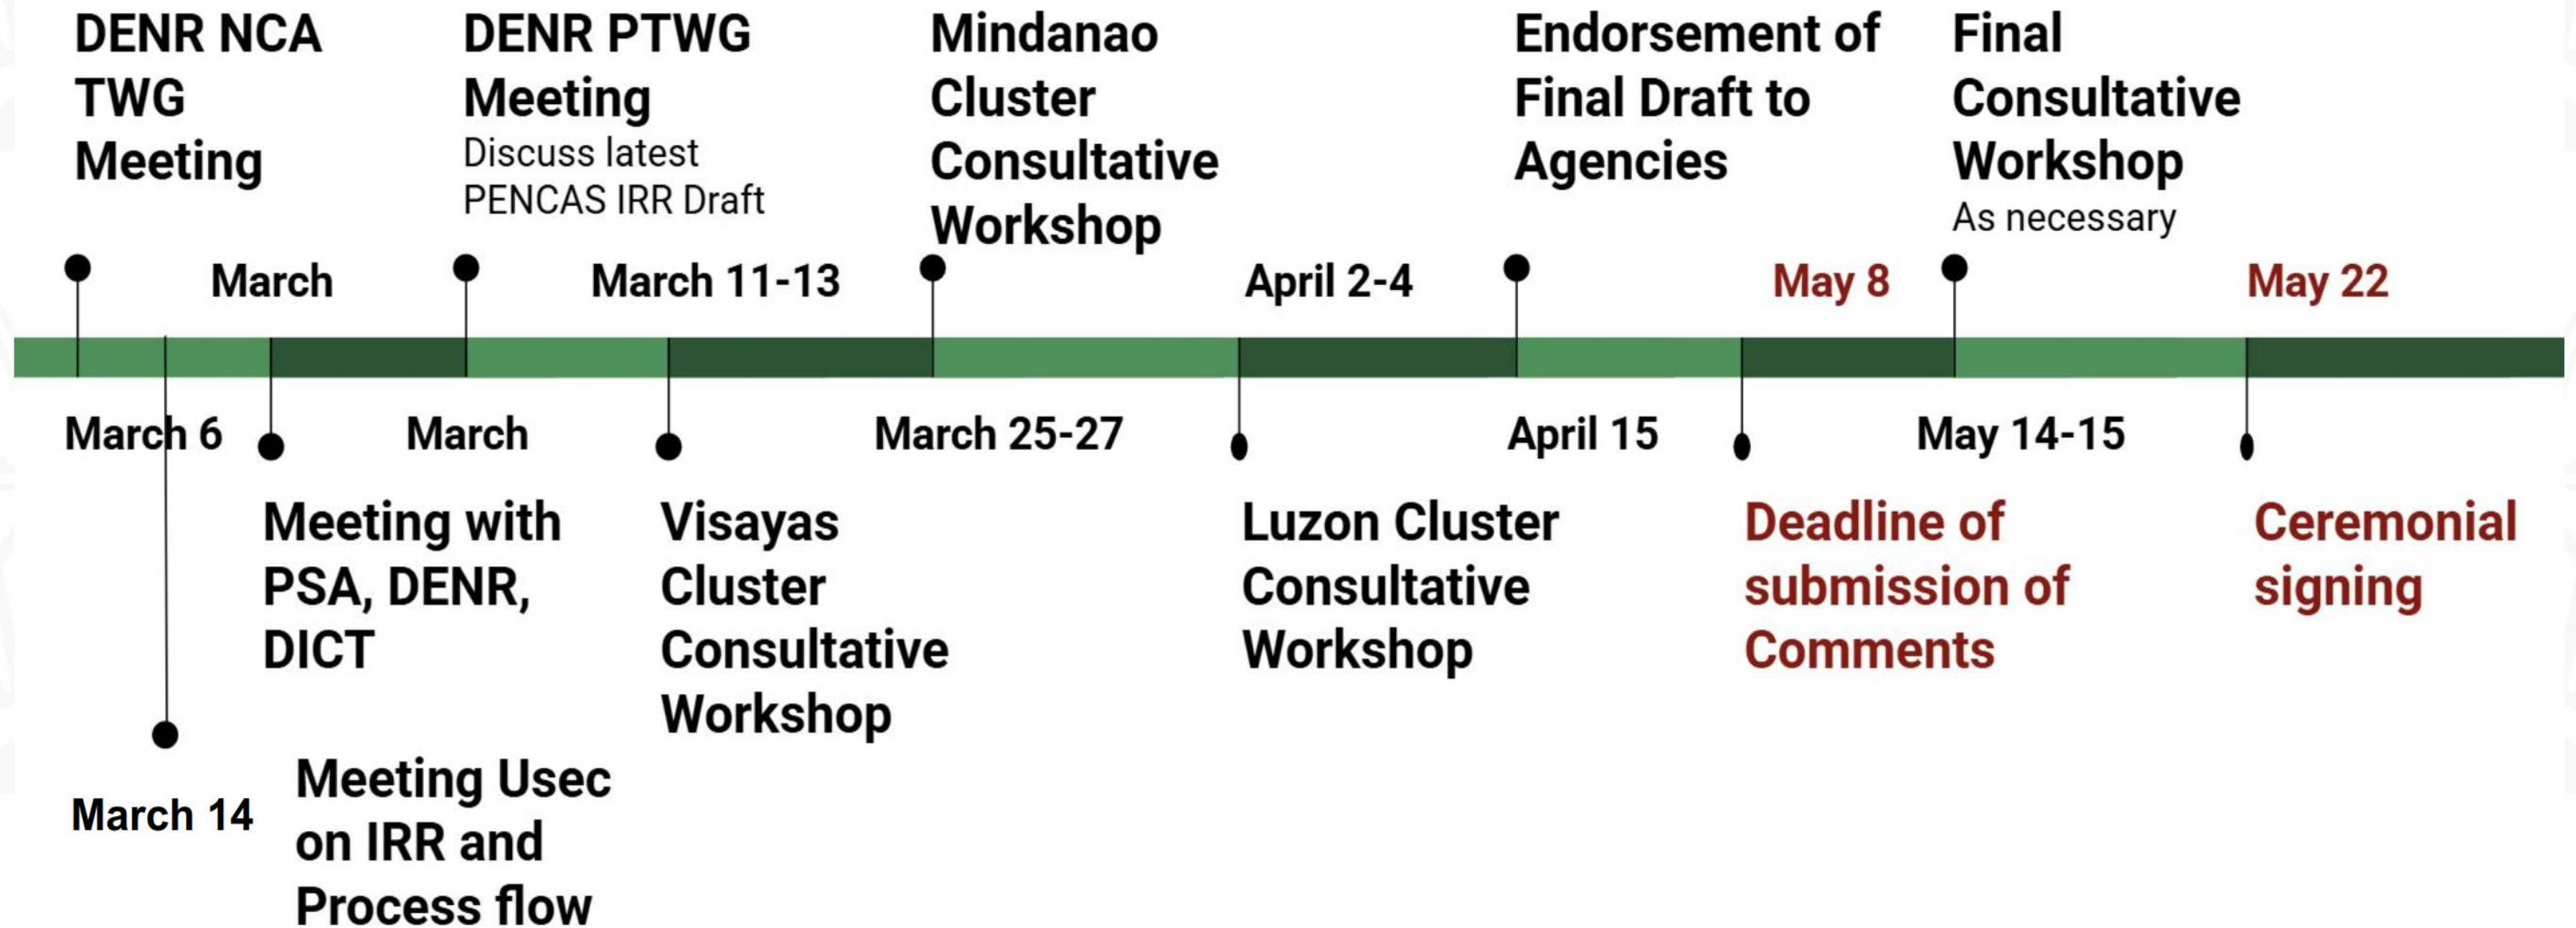 DENR NCA
TWG
Meeting
DENR PTWG
Meeting
Discuss latest
PENCAS IRR Draft
Mindanao
Cluster
Consultative
Workshop
Endorsement of
Final Draft to
Agencies
Final
Consultative
Workshop
As necessary
March
March 11-13
April 2-4
May 8
May 22
March 6
March
March 25-27
April 15
May 14-15
Meeting with
PSA, DENR,
DICT
Visayas
Cluster
Consultative
Workshop
Luzon Cluster
Consultative
Workshop
Deadline of
submission of
Comments
Ceremonial
signing
March 14
Meeting Usec
on IRR and
Process flow